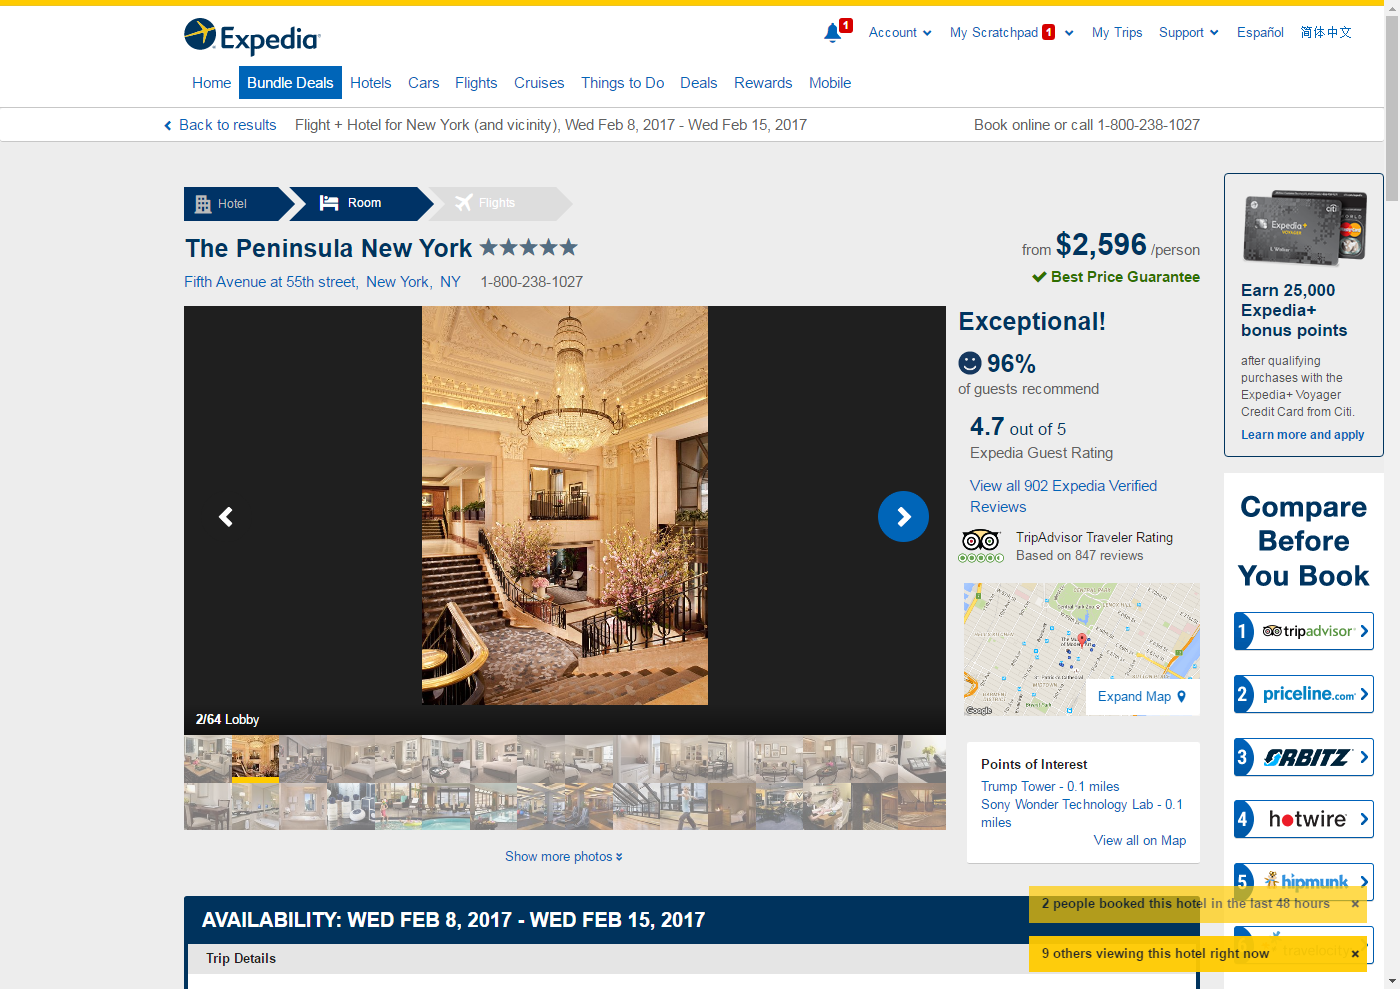 Expedia
1
Account
My Scratchpad 1
My Trips
Support
Español
简体中文
Home
Bundle Deals
Hotels
Cars
Flights
Cruises
Things to Do
Deals
Rewards
Mobile
Back to results
Flight + Hotel for New York (and vicinity), Wed Feb 8, 2017 - Wed Feb 15, 2017
Book online or call 1-800-238-1027
Hotel
Room
Flights
The Peninsula New York
Fifth Avenue at 55th street, New York, NY 1-800-238-1027
from $2,596 /person
Best Price Guarantee
2/64 Lobby
Show more photos
Exceptional!
96%
of guests recommend
4.7 out of 5
Expedia Guest Rating
View all 902 Expedia Verified
Reviews
TripAdvisor Traveler Rating
Based on 847 reviews
Google
Expand Map
Points of Interest
Trump Tower - 0.1 miles
Sony Wonder Technology Lab - 0.1
miles
View all on Map
citi
Expedia+
VOYAGER
Earn 25,000
Expedia+
bonus points
after qualifying
purchases with the
Expedia+ Voyager
Credit Card from Citi.
Learn more and apply
Compare
Before
You Book
1 tripadvisor
2 priceline.com
3 ORBITZ
4 hotwire
5 hipmunk
travelocity
AVAILABILITY: WED FEB 8, 2017 - WED FEB 15, 2017
Trip Details
2 people booked this hotel in the last 48 hours ×
9 others viewing this hotel right now ×